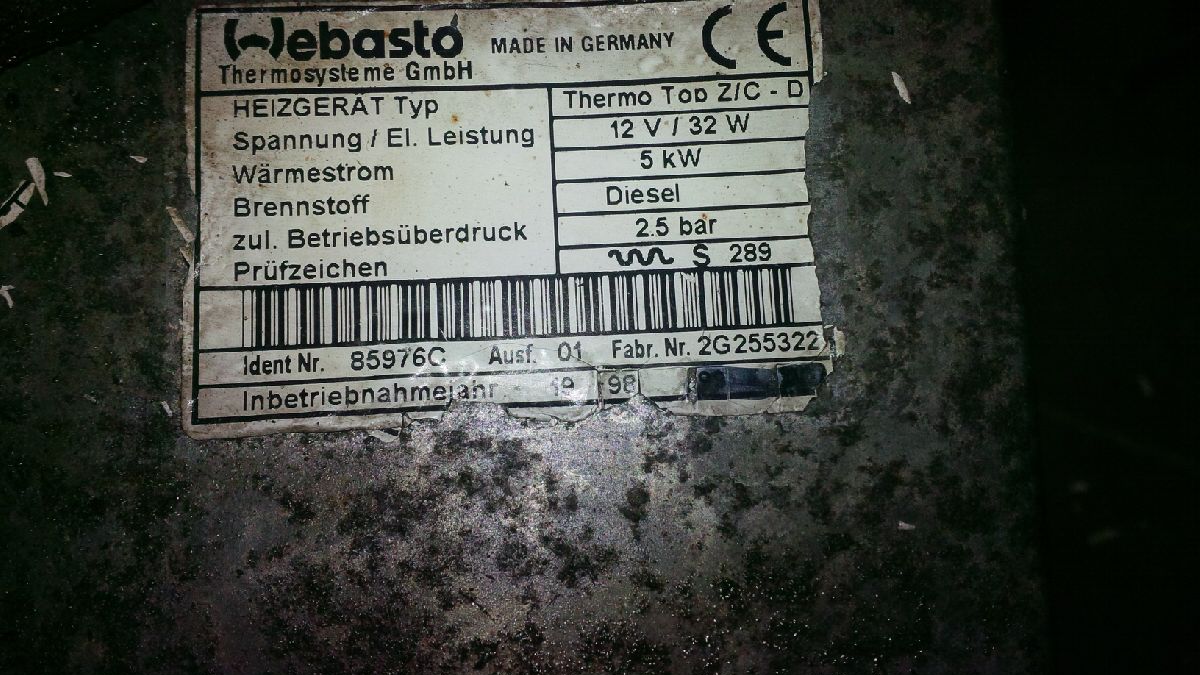 Webasto MADE IN GERMANY CE
Thermosysteme GmbH
HEIZGERÄT Typ Thermo Top Z/C - D
Spannung / El. Leistung 12 V / 32 W
Wärmestrom 5 kW
Brennstoff Diesel
zul. Betriebsüberdruck 2.5 bar
Prüfzeichen S 289
Ident Nr. 85976C Ausf. 01 Fabr. Nr. 2G255322
Inbetriebnahmejahr 19 98